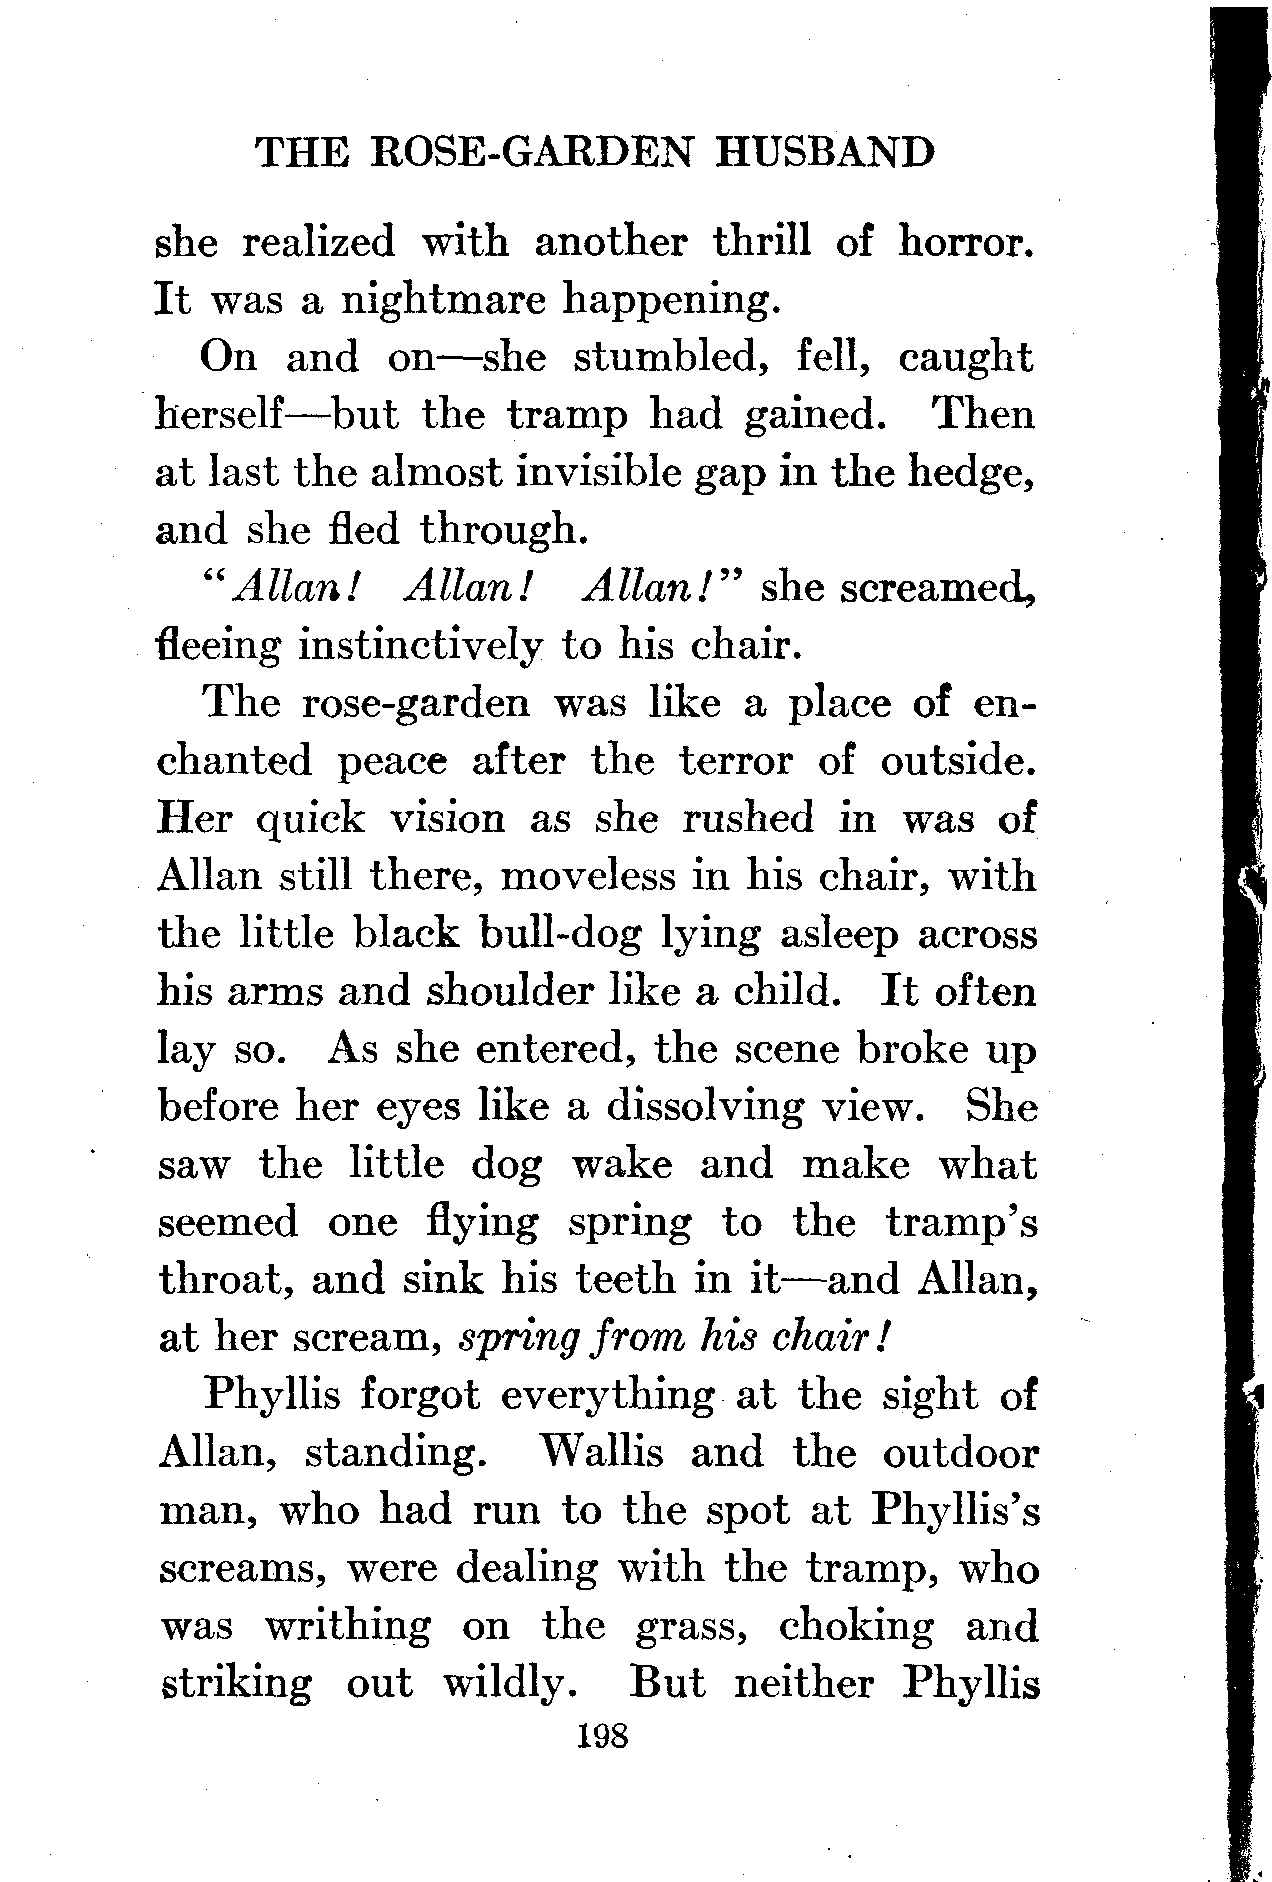 THE ROSE-GARDEN HUSBAND
she realized with another thrill of horror.
It was a nightmare happening.
On and on—she stumbled, fell, caught
herself—but the tramp had gained. Then
at last the almost invisible gap in the hedge,
and she fled through.
"Allan! Allan! Allan!" she screamed,
fleeing instinctively to his chair.
The rose-garden was like a place of en-
chanted peace after the terror of outside.
Her quick vision as she rushed in was of
Allan still there, moveless in his chair, with
the little black bull-dog lying asleep across
his arms and shoulder like a child. It often
lay so. As she entered, the scene broke up
before her eyes like a dissolving view. She
saw the little dog wake and make what
seemed one flying spring to the tramp's
throat, and sink his teeth in it—and Allan,
at her scream, spring from his chair!
Phyllis forgot everything at the sight of
Allan, standing. Wallis and the outdoor
man, who had run to the spot at Phyllis's
screams, were dealing with the tramp, who
was writhing on the grass, choking and
striking out wildly. But neither Phyllis
198